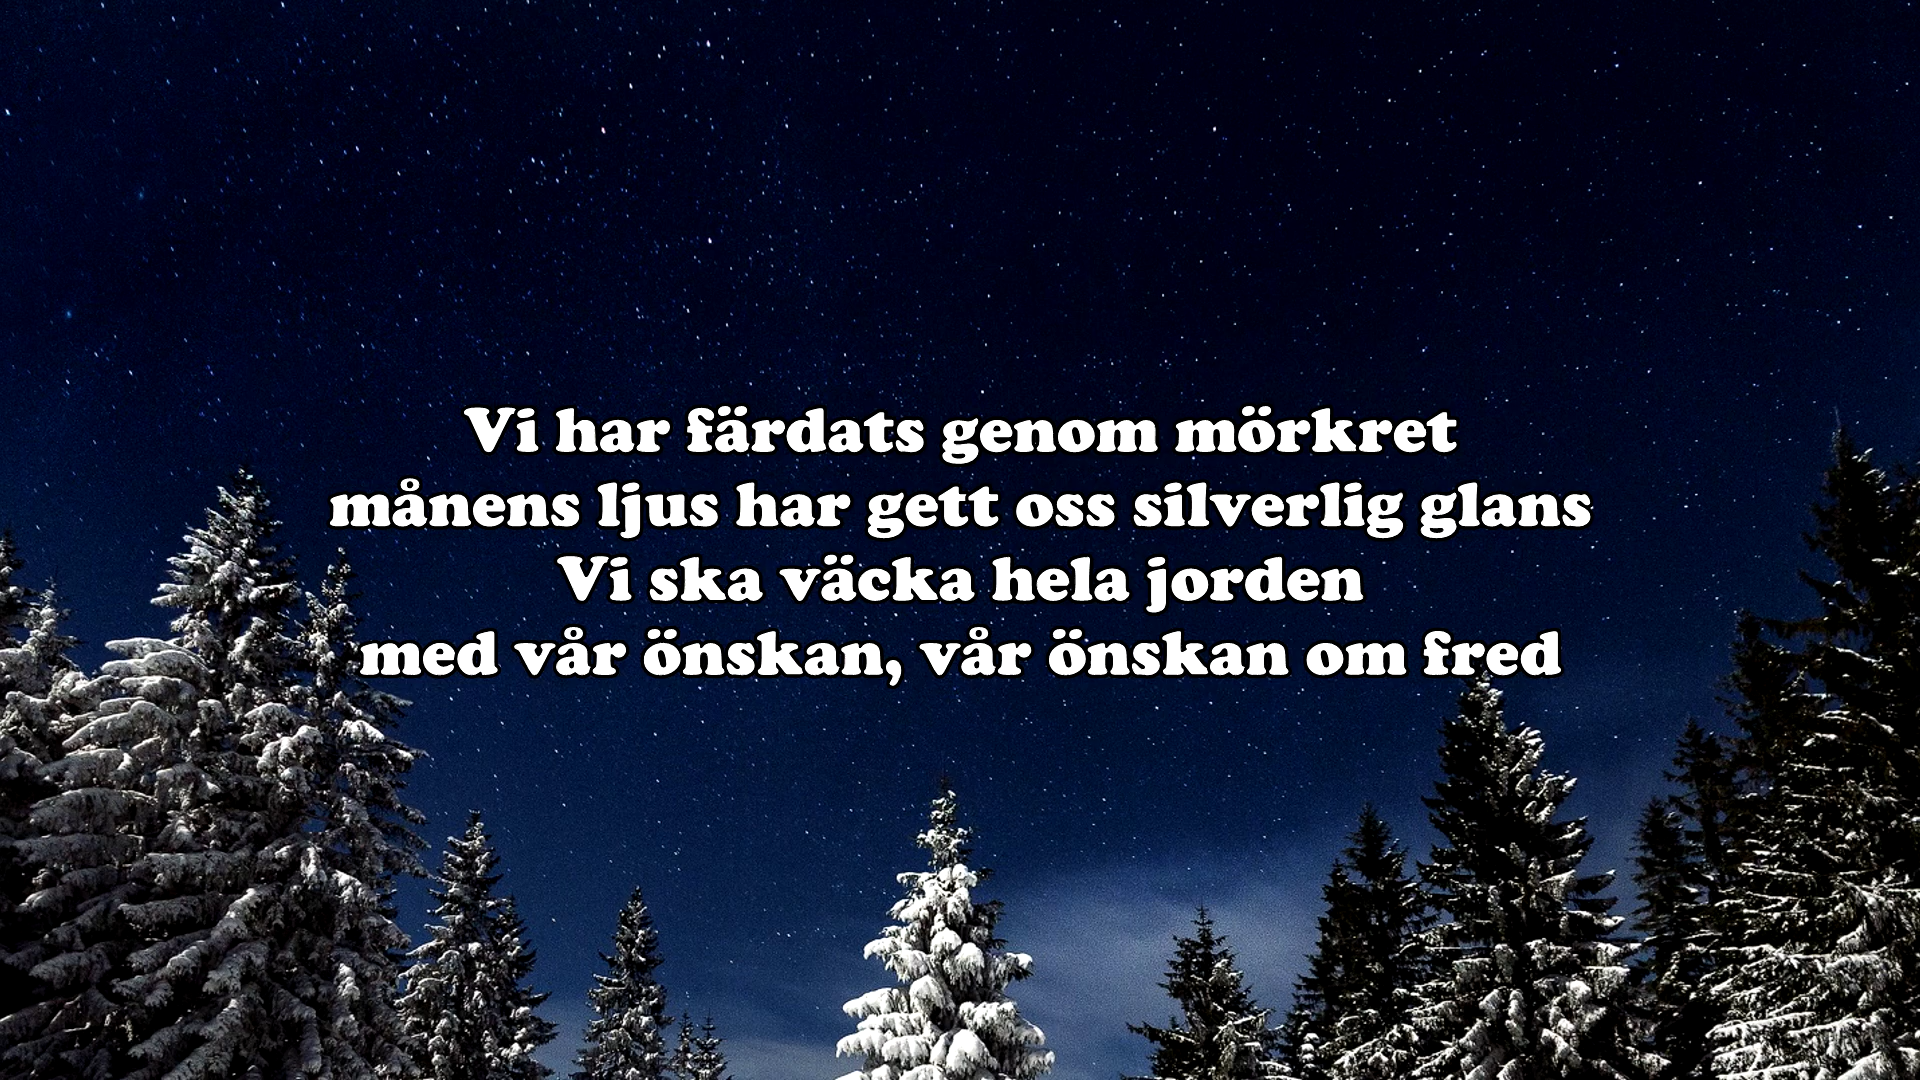 Vi har färdats genom mörkret
månens ljus har gett oss silverlig glans
Vi ska väcka hela jorden
med vår önskan, vår önskan om fred